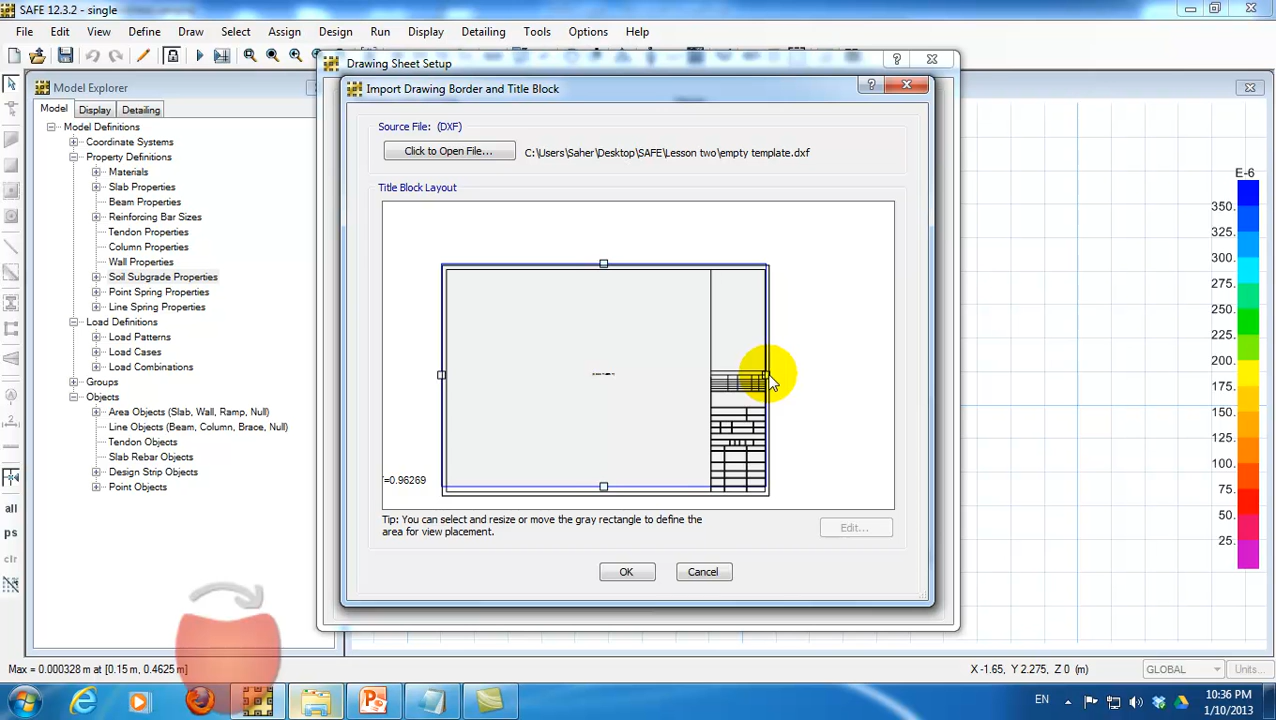 SAFE 12.3.2 - single
File Edit View Define Draw Select Assign Design Run Display Detailing Tools Options Help
Model Explorer
Model Display Detailing
Model Definitions
Coordinate Systems
Property Definitions
Materials
Slab Properties
Beam Properties
Reinforcing Bar Sizes
Tendon Properties
Column Properties
Wall Properties
Soil Subgrade Properties
Point Spring Properties
Line Spring Properties
Load Definitions
Load Patterns
Load Cases
Load Combinations
Groups
Objects
Area Objects (Slab, Wall, Ramp, Null)
Line Objects (Beam, Column, Brace, Null)
Tendon Objects
Slab Rebar Objects
Design Strip Objects
Point Objects
all
ps
clr
Drawing Sheet Setup
Import Drawing Border and Title Block
Source File: (DXF)
Click to Open File... C:\Users\Saher\Desktop\SAFE\Lesson two\empty template.dxf
Title Block Layout
=0.96269
Tip: You can select and resize or move the gray rectangle to define the
area for view placement.
Edit...
OK Cancel
E-6
350.
325.
300.
275.
250.
225.
200.
175.
150.
125.
100.
75.
50.
25.
Max = 0.000328 m at [0.15 m, 0.4625 m]
X -1.65, Y 2.275, Z 0 (m)
GLOBAL
Units...
EN
10:36 PM
1/10/2013